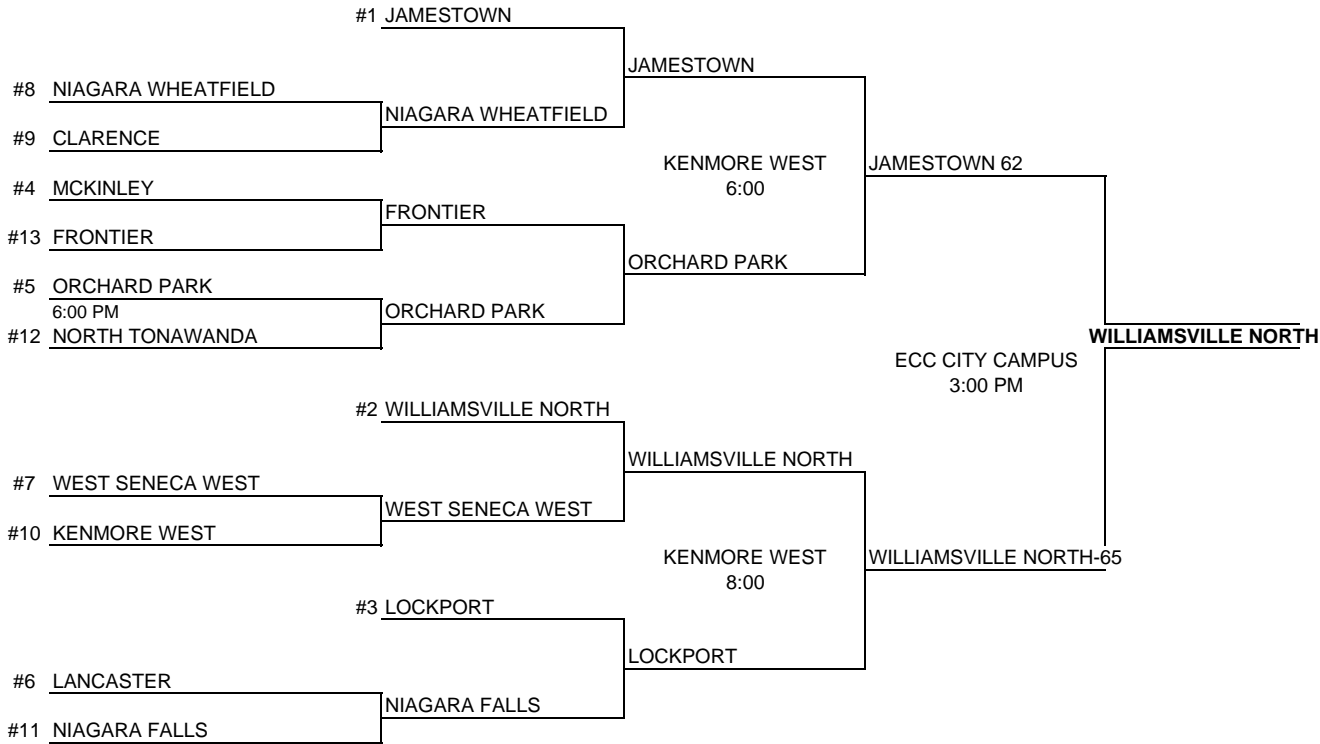 #1 JAMESTOWN
JAMESTOWN
#8 NIAGARA WHEATFIELD
NIAGARA WHEATFIELD
#9 CLARENCE
KENMORE WEST
6:00
JAMESTOWN 62
#4 MCKINLEY
FRONTIER
#13 FRONTIER
ORCHARD PARK
#5 ORCHARD PARK
6:00 PM
ORCHARD PARK
#12 NORTH TONAWANDA
WILLIAMSVILLE NORTH
ECC CITY CAMPUS
3:00 PM
#2 WILLIAMSVILLE NORTH
WILLIAMSVILLE NORTH
#7 WEST SENECA WEST
WEST SENECA WEST
#10 KENMORE WEST
KENMORE WEST
8:00
WILLIAMSVILLE NORTH-65
#3 LOCKPORT
LOCKPORT
#6 LANCASTER
NIAGARA FALLS
#11 NIAGARA FALLS